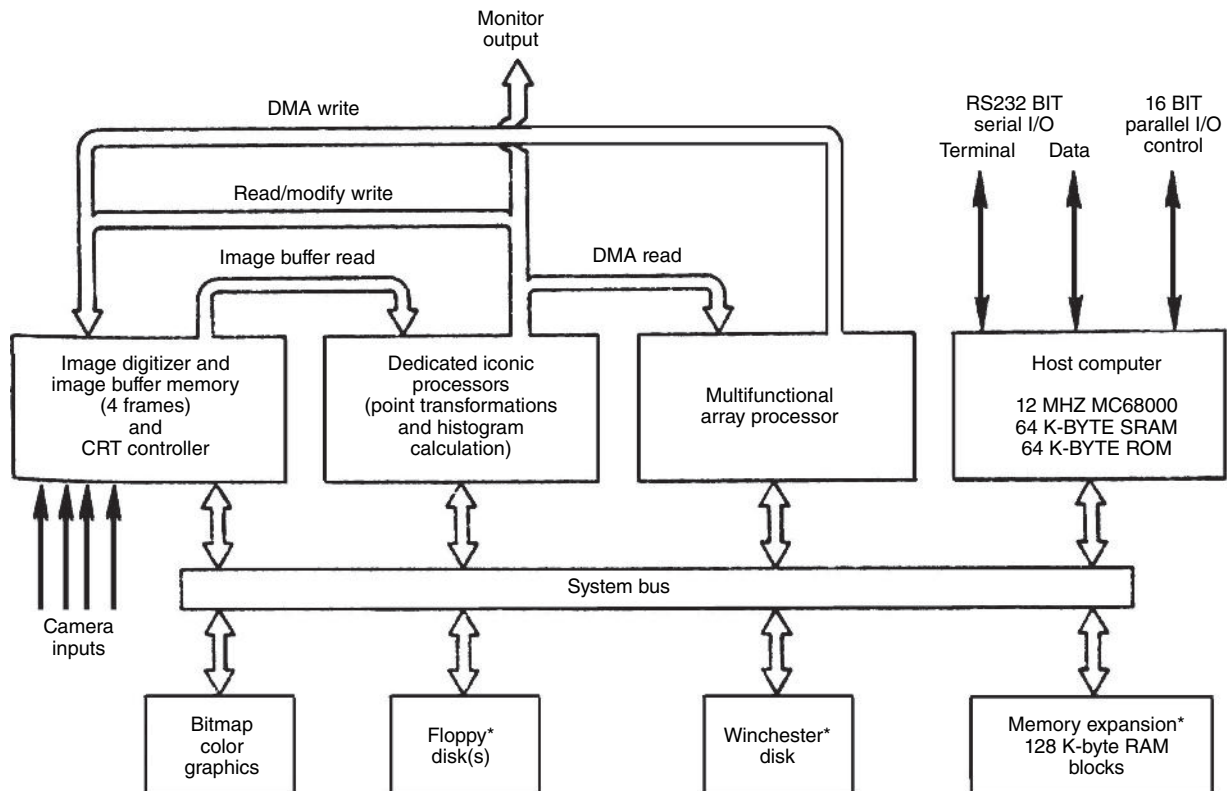 Monitor
output
DMA write
RS232 BIT
serial I/O
16 BIT
parallel I/O
control
Terminal
Data
Read/modify write
Image buffer read
DMA read
Image digitizer and
image buffer memory
(4 frames)
and
CRT controller
Dedicated iconic
processors
(point transformations
and histogram
calculation)
Multifunctional
array processor
Host computer
12 MHZ MC68000
64 K-BYTE SRAM
64 K-BYTE ROM
System bus
Camera
inputs
Bitmap
color
graphics
Floppy*
disk(s)
Winchester*
disk
Memory expansion*
128 K-byte RAM
blocks